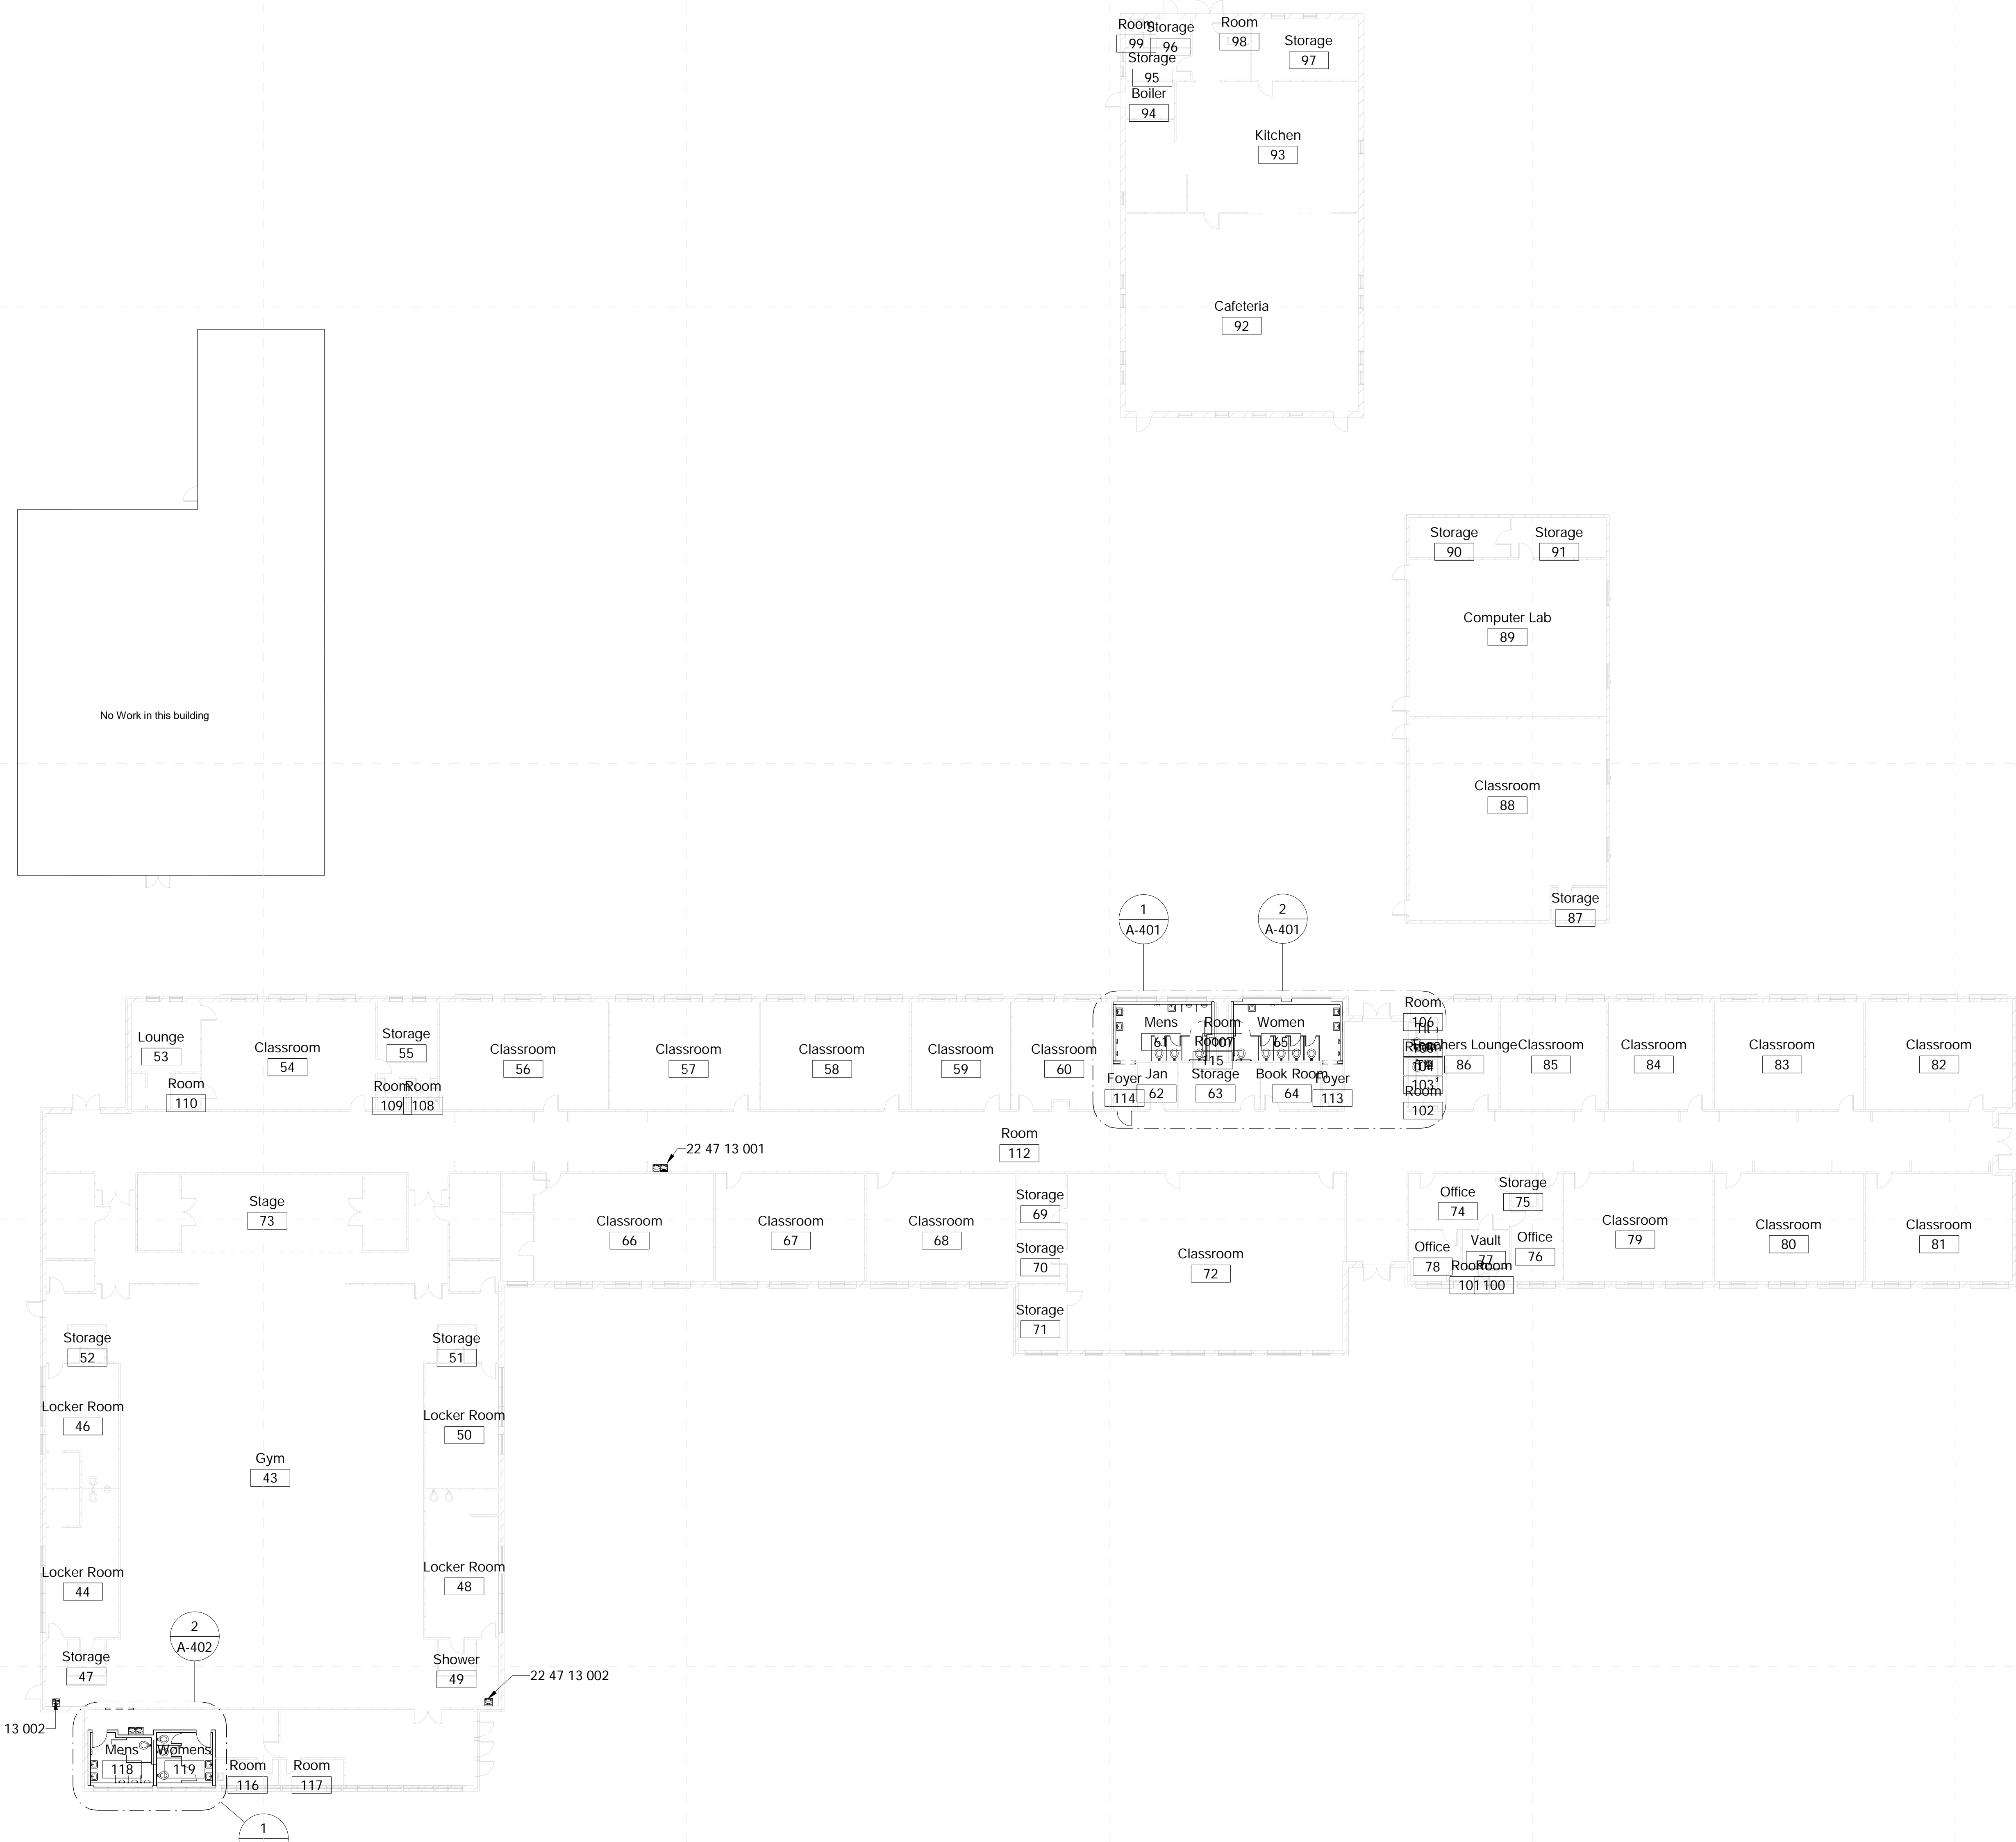 Room
99
Storage
96
Room
98
Storage
97
Storage
95
Boiler
94
Kitchen
93
Cafeteria
92
Storage
90
Storage
91
Computer Lab
89
No Work in this building
Classroom
88
Storage
87
1
A-401
2
A-401
Lounge
53
Room
110
Classroom
54
Storage
55
Room
109
Room
108
Classroom
56
Classroom
57
Classroom
58
Classroom
59
Classroom
60
Mens
61
Room
107
Women
65
Room
115
Foyer
114
Jan
62
Storage
63
Book Room
64
Foyer
113
Room
106
104
103
Room
102
Teachers Lounge
86
Classroom
85
Classroom
84
Classroom
83
Classroom
82
Room
112
22 47 13 001
Stage
73
Classroom
66
Classroom
67
Classroom
68
Storage
69
Storage
70
Storage
71
Classroom
72
Office
74
Storage
75
Office
78
Vault
77
Office
76
Room
101
Room
100
Classroom
79
Classroom
80
Classroom
81
Storage
52
Storage
51
Locker Room
46
Locker Room
50
Gym
43
Locker Room
44
Locker Room
48
2
A-402
Storage
47
Shower
49
22 47 13 002
13 002
Mens
118
Womens
119
Room
116
Room
117
1